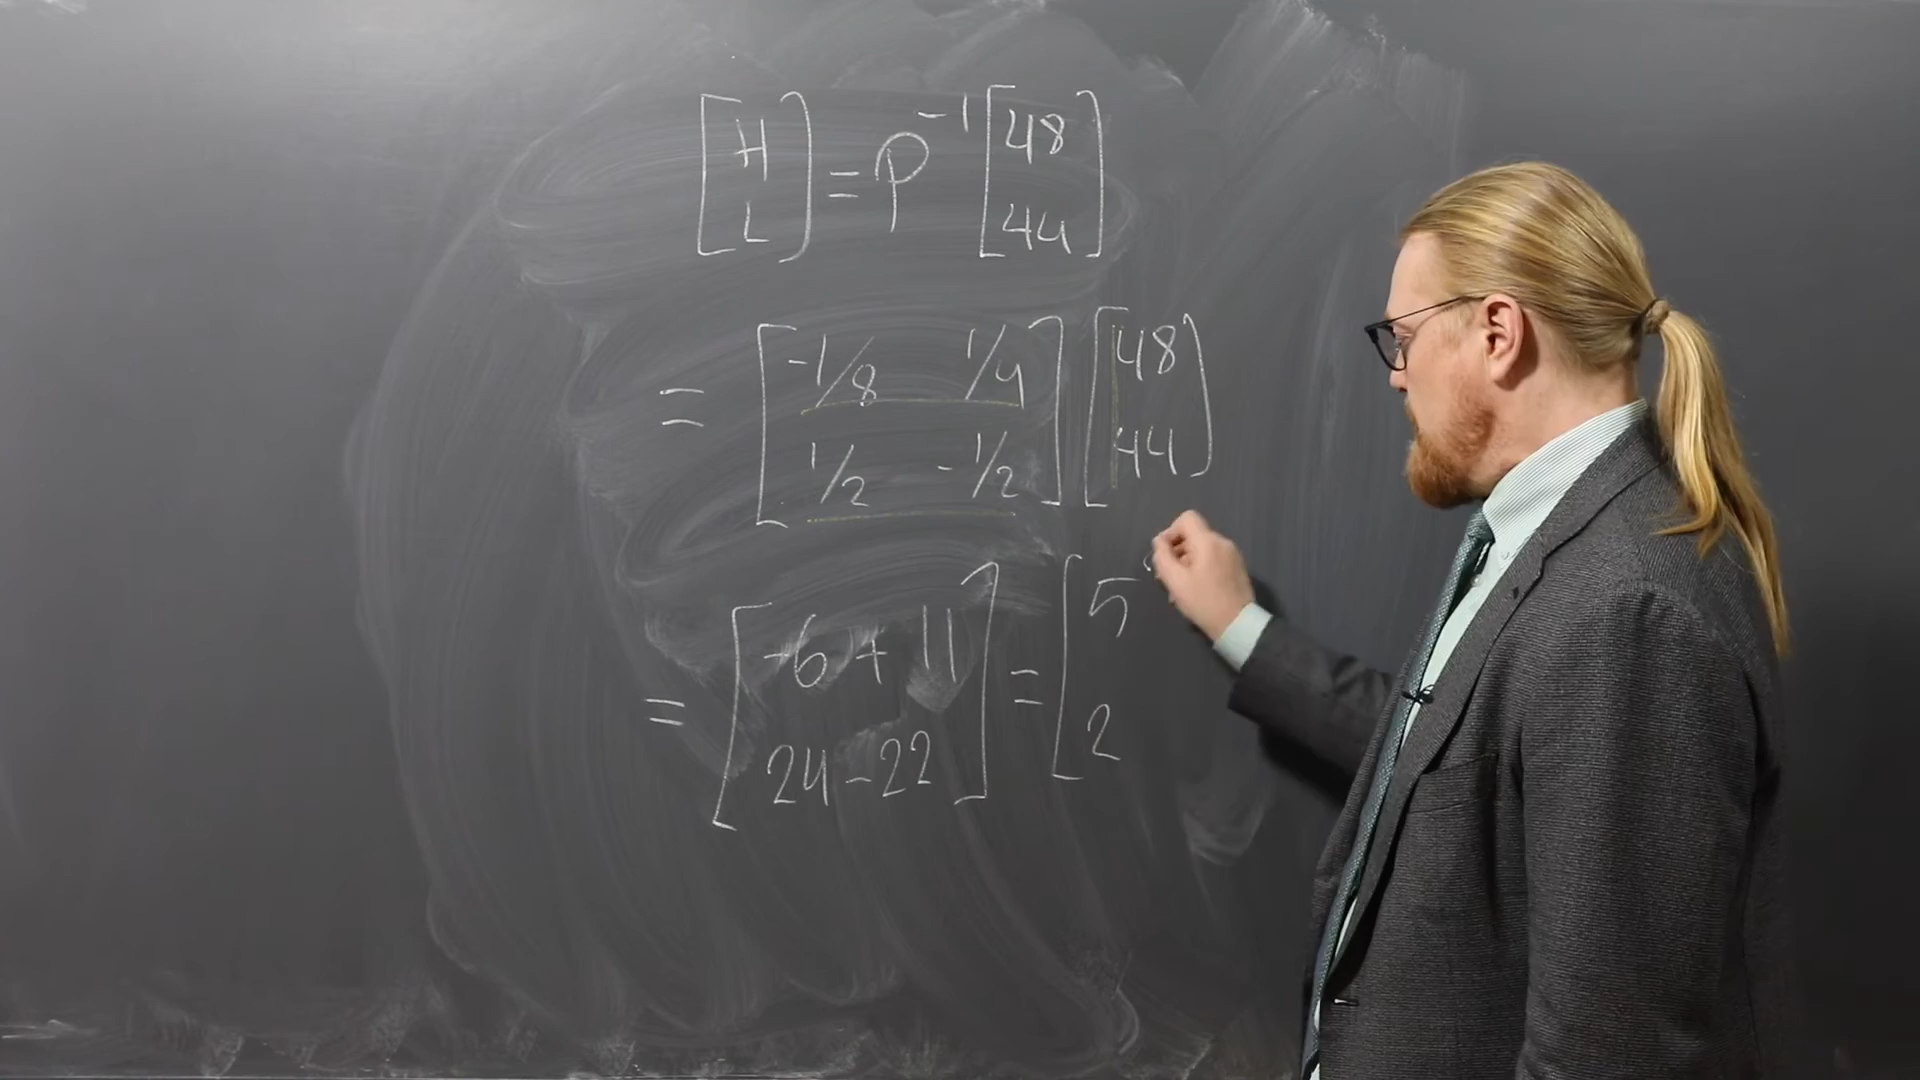 [H L] = P⁻¹ [48 44]
= [-1/8 1/4
1/2 -1/2] [48 44]
= [-6 + 11
24 - 22] = [5
2